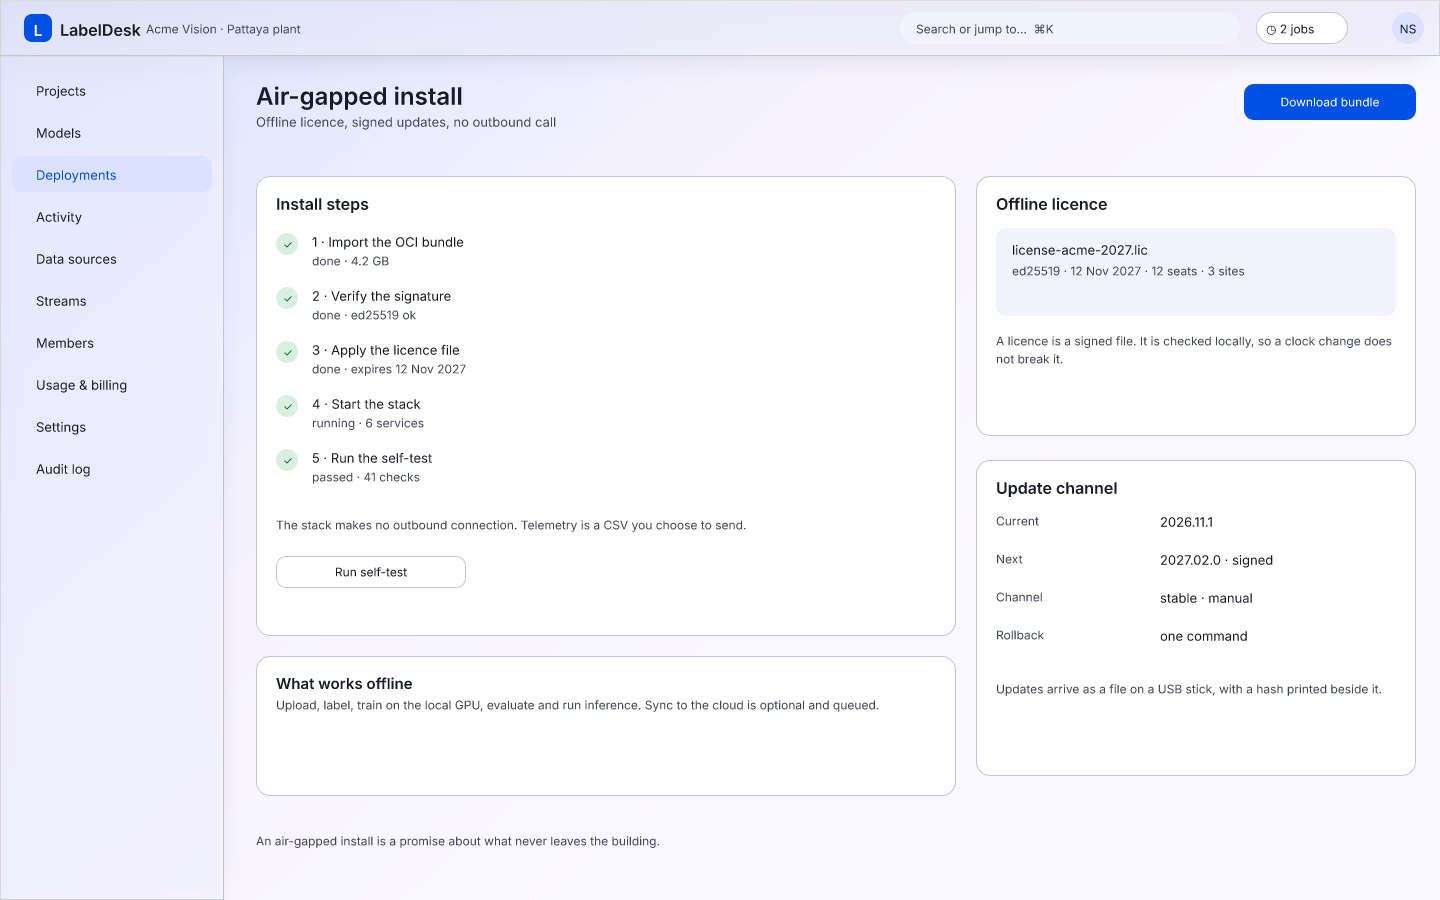 L LabelDesk Acme Vision · Pattaya plant
Search or jump to... ⌘K
◷ 2 jobs
NS
Projects
Models
Deployments
Activity
Data sources
Streams
Members
Usage & billing
Settings
Audit log
Air-gapped install
Offline licence, signed updates, no outbound call
Download bundle
Install steps
✓ 1 · Import the OCI bundle
done · 4.2 GB
✓ 2 · Verify the signature
done · ed25519 ok
✓ 3 · Apply the licence file
done · expires 12 Nov 2027
✓ 4 · Start the stack
running · 6 services
✓ 5 · Run the self-test
passed · 41 checks
The stack makes no outbound connection. Telemetry is a CSV you choose to send.
Run self-test
What works offline
Upload, label, train on the local GPU, evaluate and run inference. Sync to the cloud is optional and queued.
Offline licence
license-acme-2027.lic
ed25519 · 12 Nov 2027 · 12 seats · 3 sites
A licence is a signed file. It is checked locally, so a clock change does
not break it.
Update channel
Current 2026.11.1
Next 2027.02.0 · signed
Channel stable · manual
Rollback one command
Updates arrive as a file on a USB stick, with a hash printed beside it.
An air-gapped install is a promise about what never leaves the building.